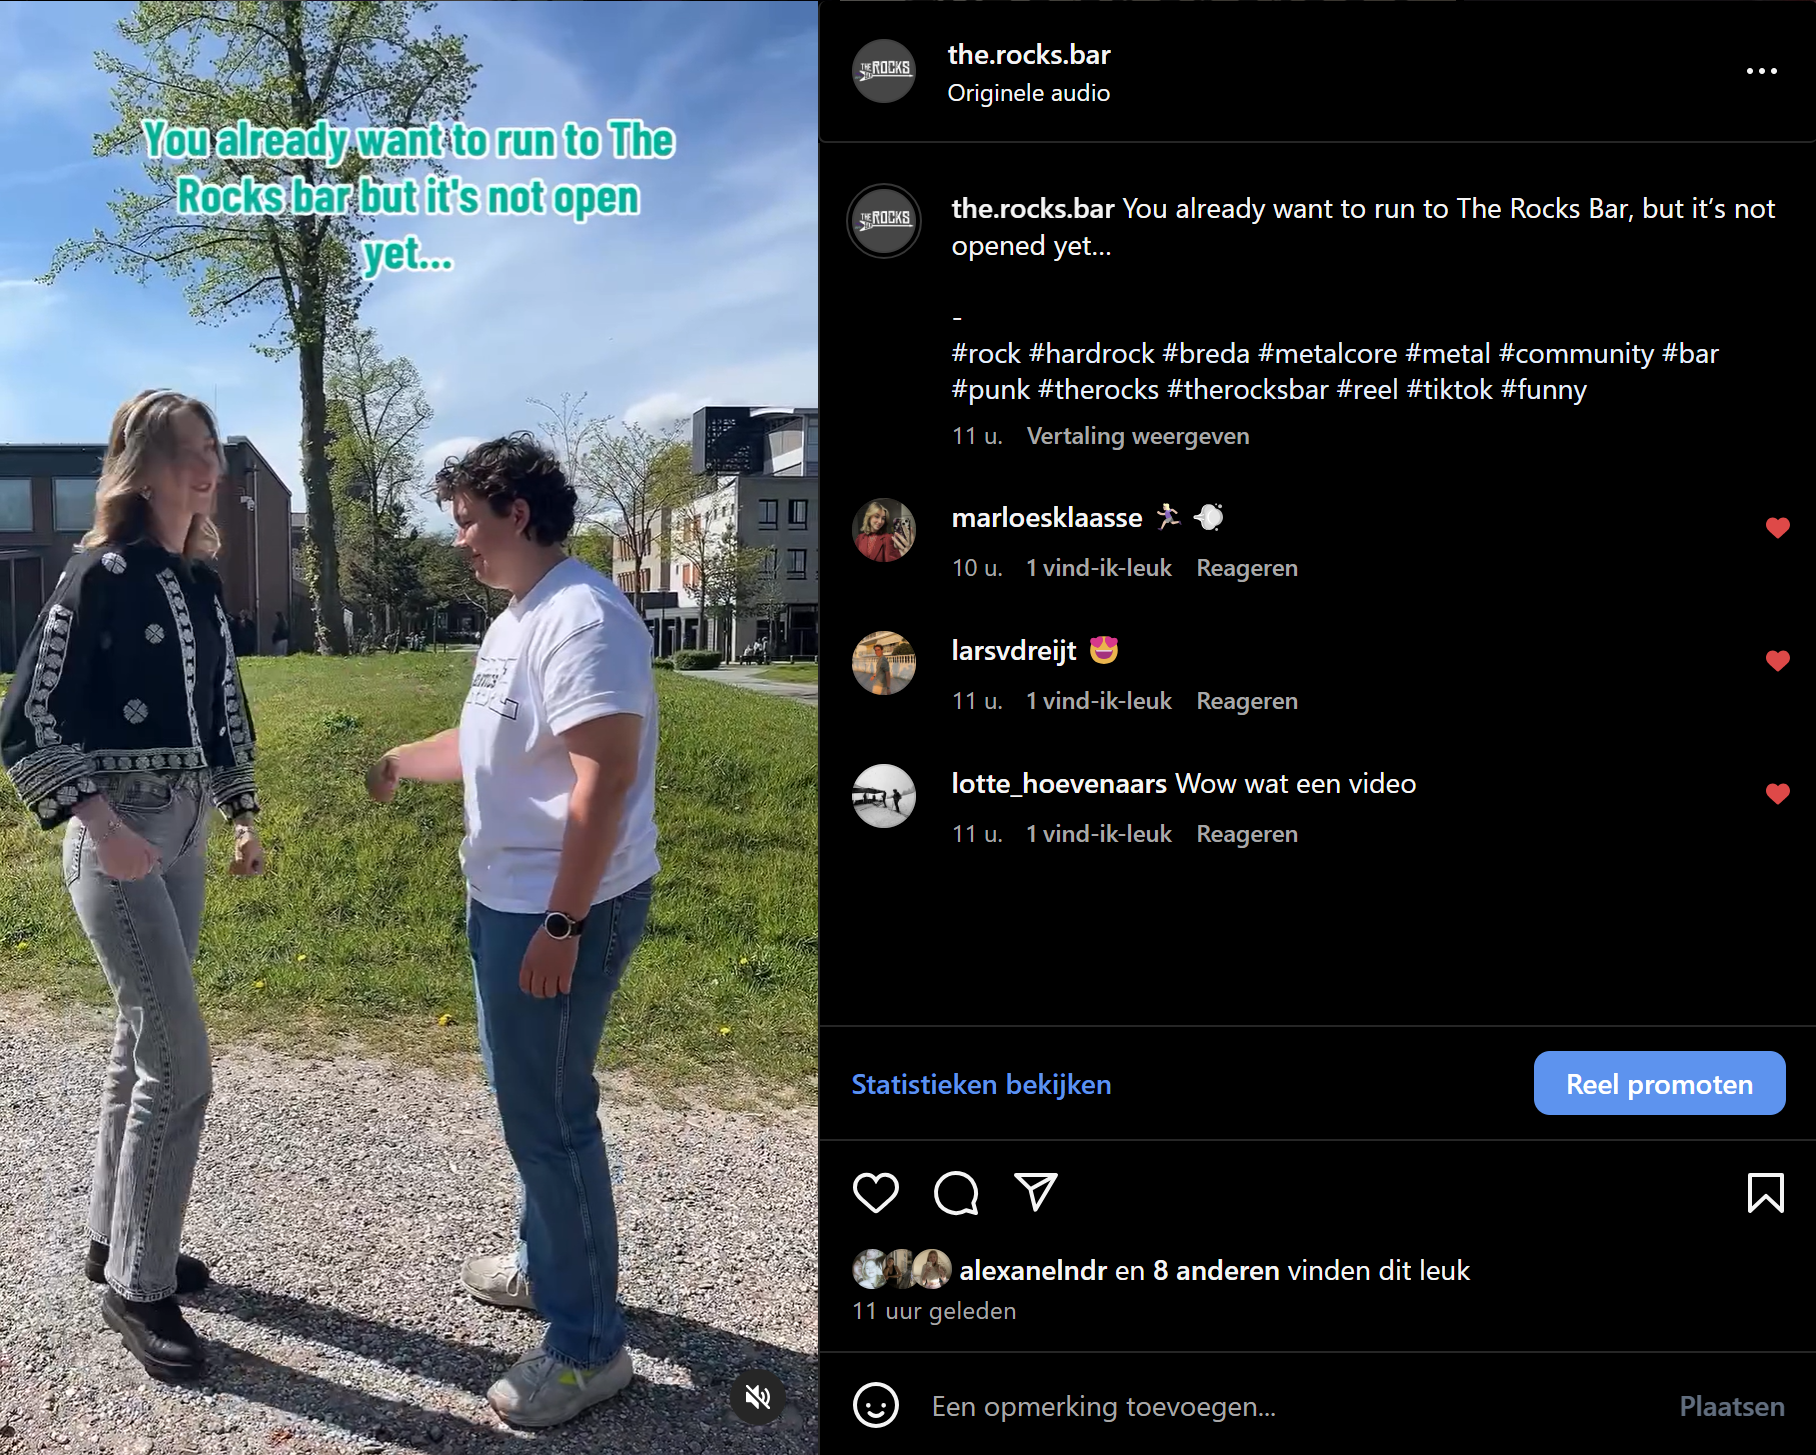 You already want to run to The
Rocks bar but it's not open
yet...
THE ROCKS
the.rocks.bar
Originele audio
THE ROCKS
the.rocks.bar You already want to run to The Rocks Bar, but it’s not
opened yet...
-
#rock #hardrock #breda #metalcore #metal #community #bar
#punk #therocks #therocksbar #reel #tiktok #funny
11 u. Vertaling weergeven
marloesklaasse 🏃🏼‍♀️ 💨
10 u. 1 vind-ik-leuk Reageren
larsvdreijt 😍
11 u. 1 vind-ik-leuk Reageren
lotte_hoevenaars Wow wat een video
11 u. 1 vind-ik-leuk Reageren
Statistieken bekijken
Reel promoten
alexanelndr en 8 anderen vinden dit leuk
11 uur geleden
Een opmerking toevoegen...
Plaatsen